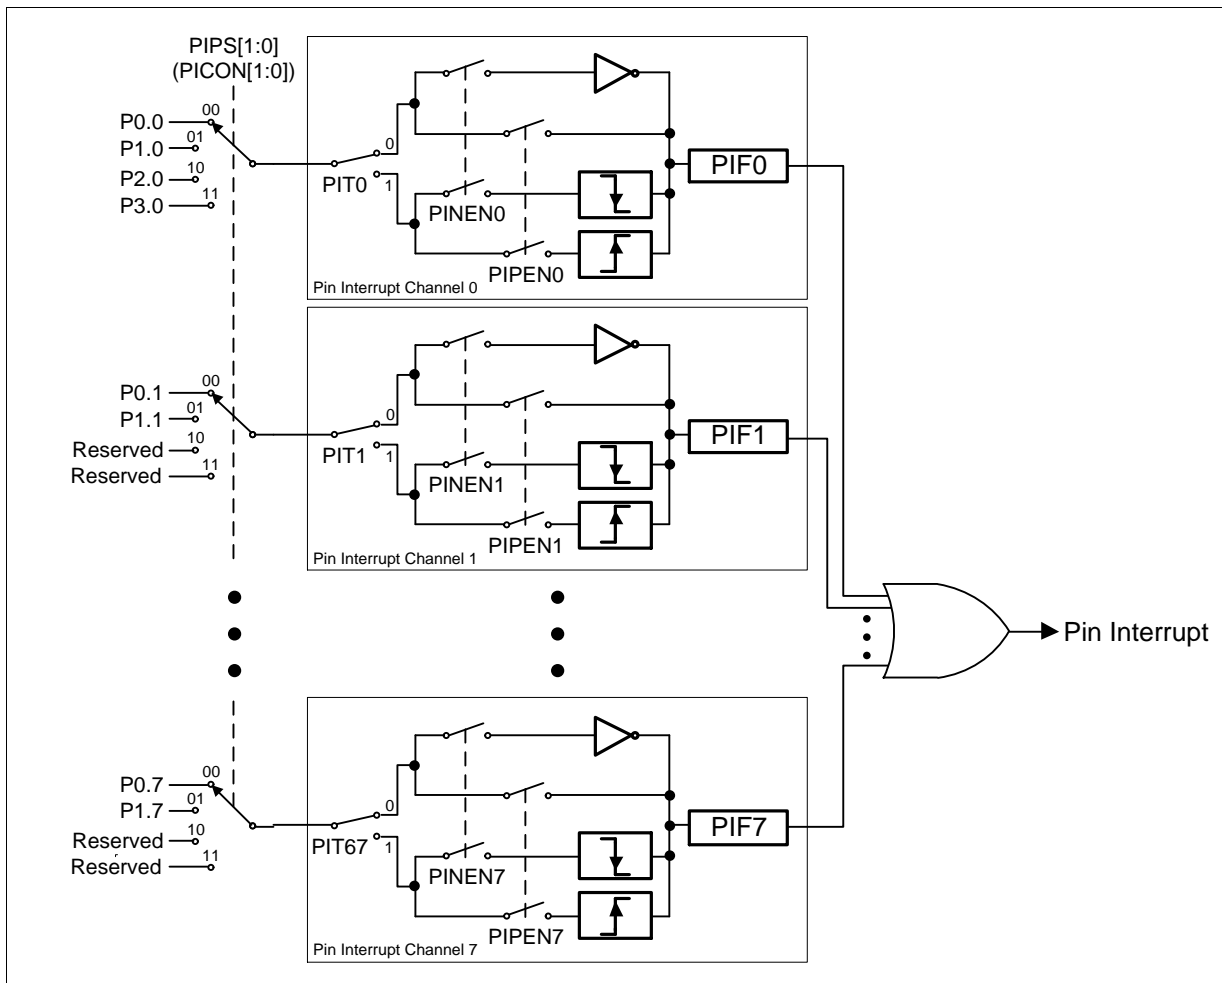 PIPS[1:0]
(PICON[1:0])
P0.0
00
P1.0
01
P2.0
10
P3.0
11
PIT0
0
1
PINEN0
PIPEN0
PIF0
Pin Interrupt Channel 0
P0.1
00
P1.1
01
Reserved
10
Reserved
11
PIT1
0
1
PINEN1
PIPEN1
PIF1
Pin Interrupt Channel 1
Pin Interrupt
P0.7
00
P1.7
01
Reserved
10
Reserved
11
PIT67
0
1
PINEN7
PIPEN7
PIF7
Pin Interrupt Channel 7